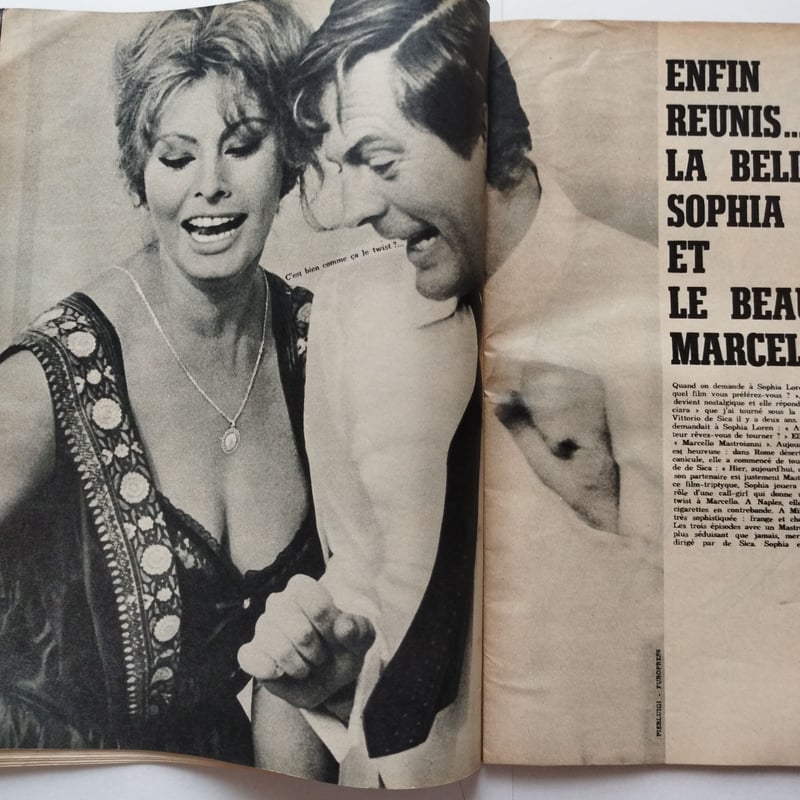 C'est bien comme ça le twist ?...
ENFIN
REUNIS...
LA BELL
SOPHIA
ET
LE BEAU
MARCEL
Quand on demande à Sophia Lore
quel film vous préférez-vous ? »,
devient nostalgique et elle répond
ciara » que j'ai tourné sous la
Vittorio de Sica il y a deux ans.
demandait à Sophia Loren : « A
teur rêvez-vous de tourner ? » El
« Marcello Mastroianni ». Aujou
est heureuse : dans Rome désert
canicule, elle a commencé de tou
de de Sica : « Hier, aujourd'hui,
son partenaire est justement Mast
ce film-triptyque, Sophia jouera
rôle d'une call-girl qui donne
twist à Marcello. A Naples, elle
cigarettes en contrebande. A Mi
très sophistiquée : frange et che
Les trois épisodes avec un Mastr
plus séduisant que jamais, mer
dirigé par de Sica. Sophia e
PIERLUIGI - EUROPRESS